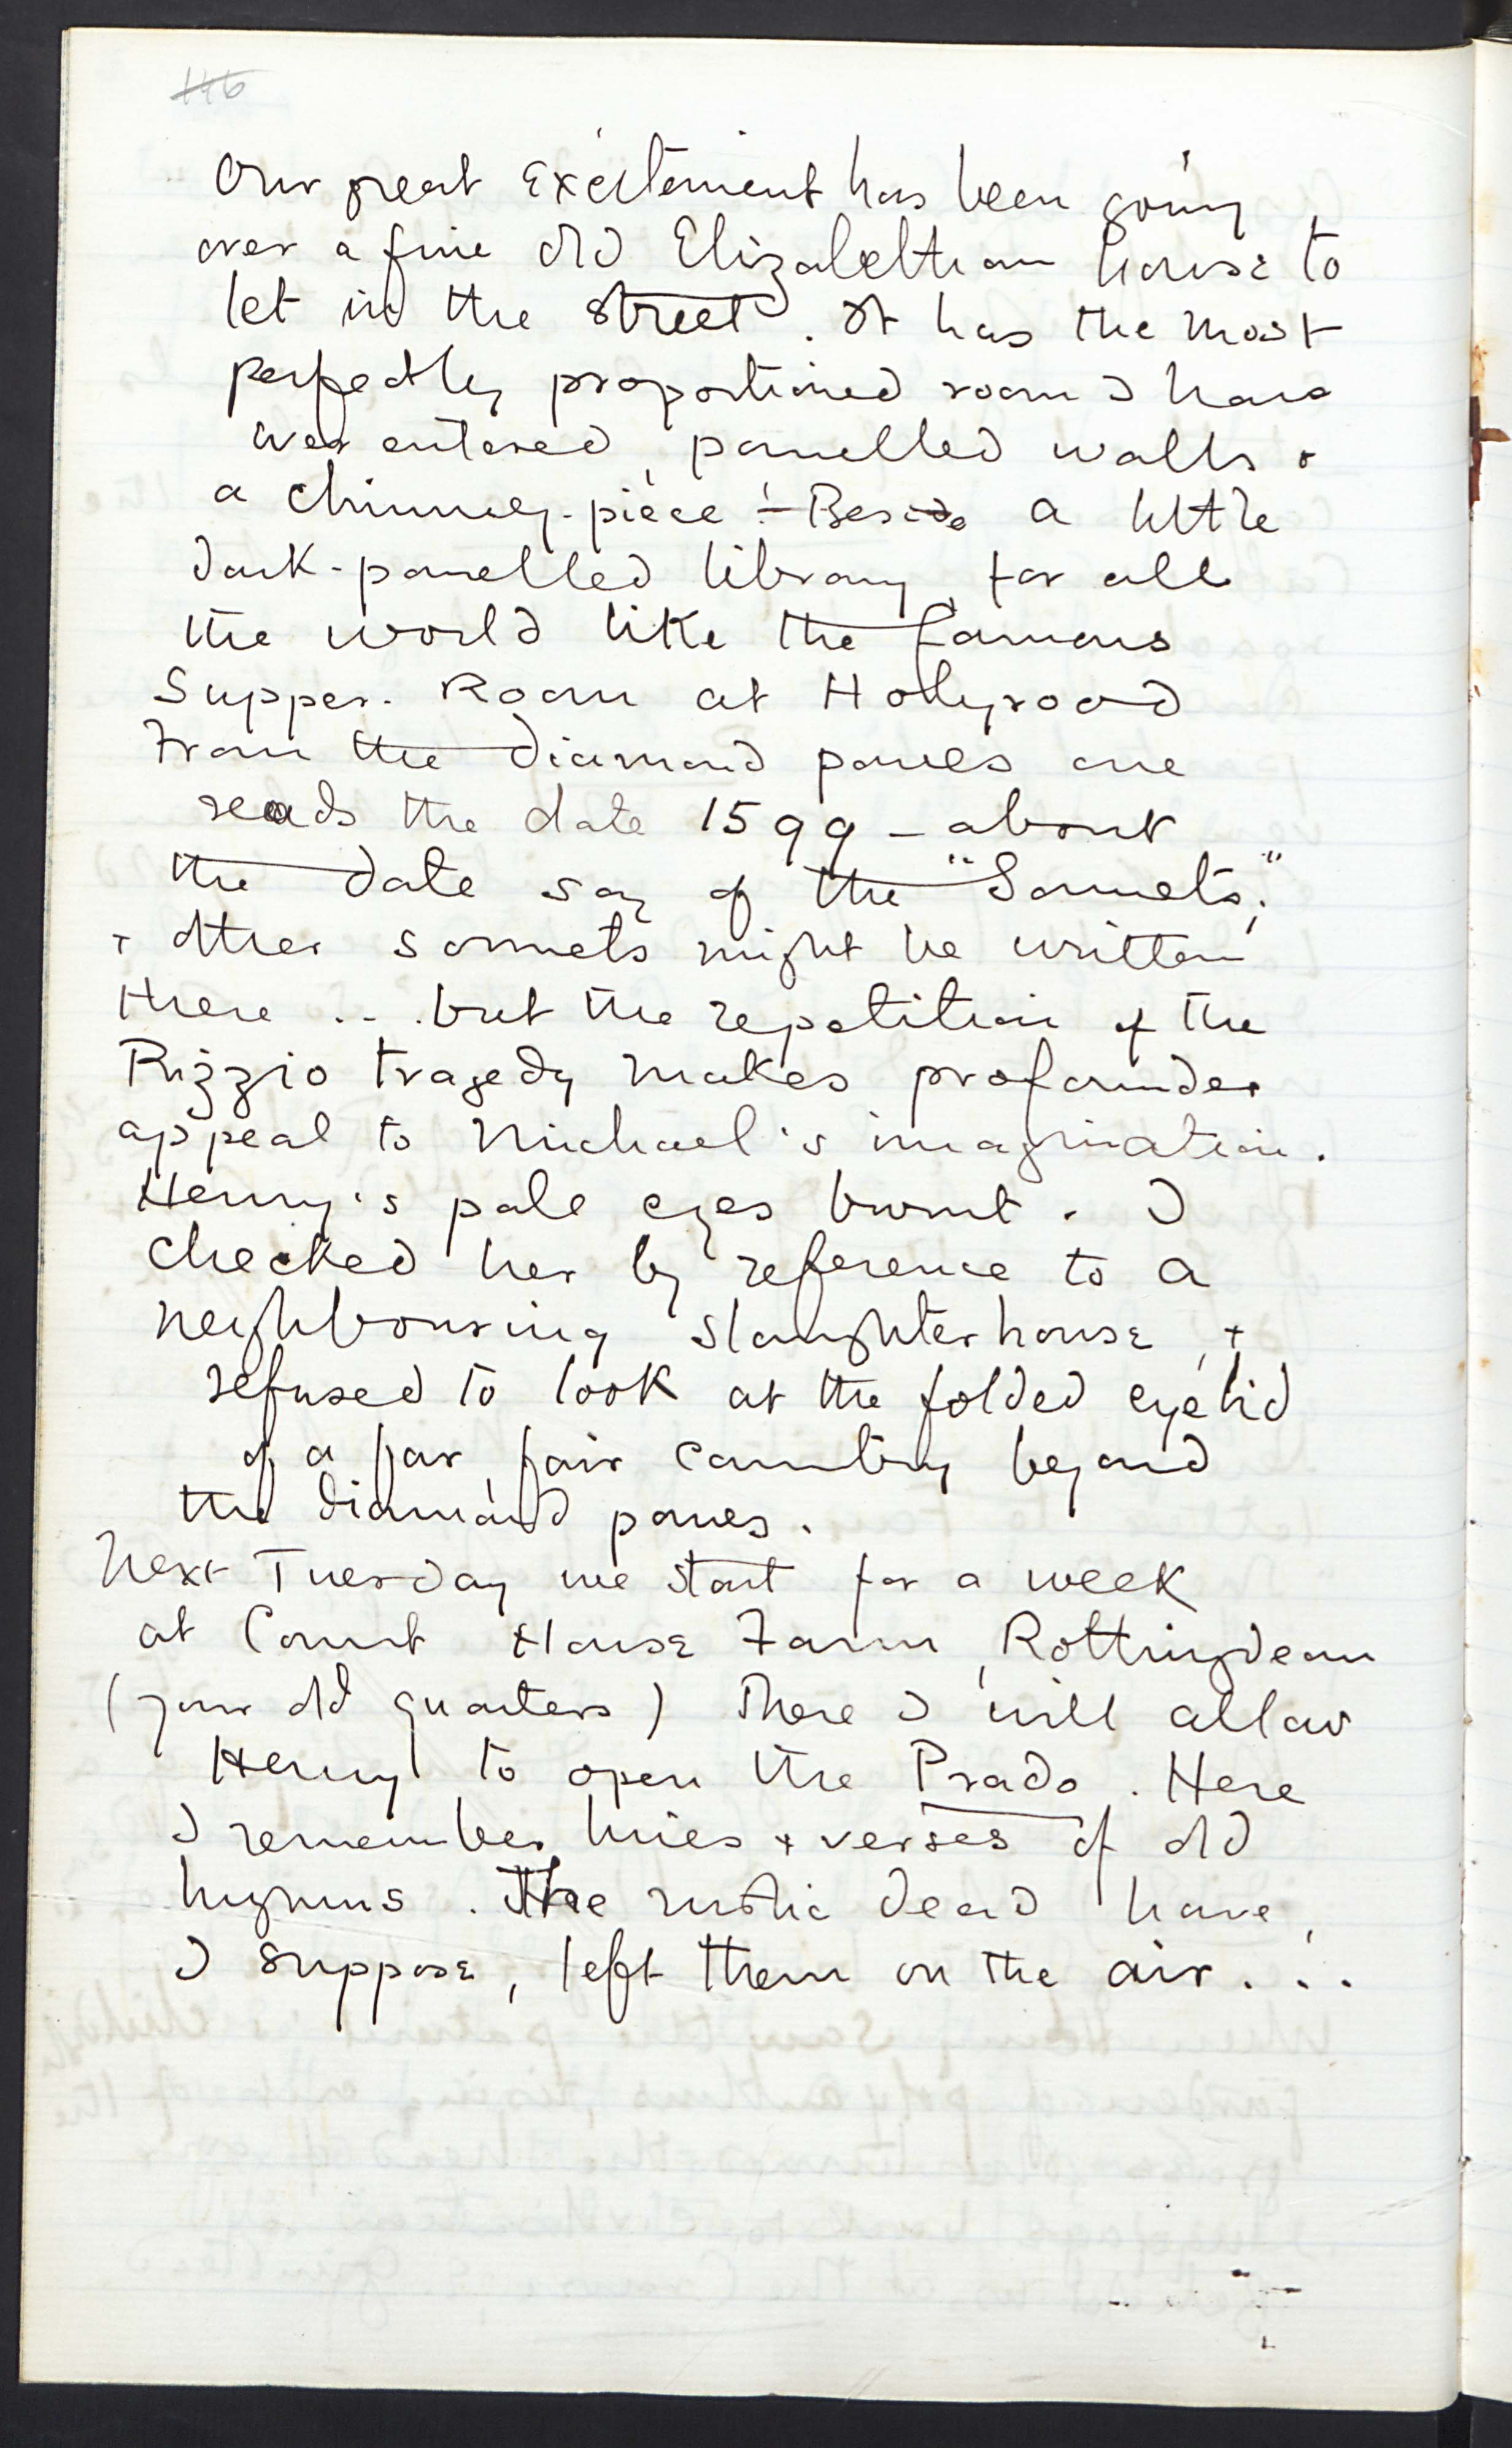 146
Our great excitement has been going
over a fine old Elizabethan house to
let in the street. It has the most
perfectly proportioned room I have
ever entered, panelled walls &
a chimney-piece! - Beside a little
dark-panelled library, for all
the world like the famous
Supper-Room at Holyrood
From the diamond panes one
reads the date 1599 - about
the date say of the "Sonnets,"
& other sonnets might be written
there ... but the repetition of the
Rizzio tragedy makes profounder
appeal to Michael's imagination.
Henry's pale eyes burnt. I
checked her by reference to a
neighbouring slaughterhouse, &
refused to look at the folded eyelid
of a far, fair country beyond
the diamond panes.
Next Tuesday we start for a week
at Court House Farm, Rottingdean
(your old quarters) There I will allow
Henry to open the Prado. Here
I remember lines & verses of old
hymns. The rustic dead have,
I suppose, left them on the air...